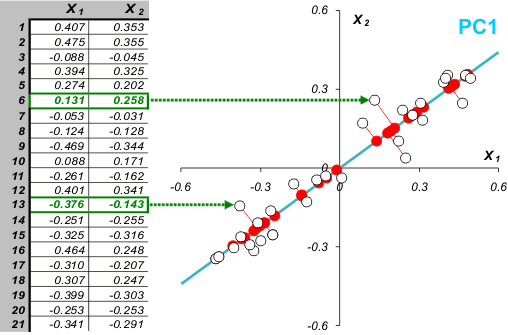 X 1 X 2
1 0.407 0.353
2 0.475 0.355
3 -0.088 -0.045
4 0.394 0.325
5 0.274 0.202
6 0.131 0.258
7 -0.053 -0.031
8 -0.124 -0.128
9 -0.469 -0.344
10 0.088 0.171
11 -0.261 -0.162
12 0.401 0.341
13 -0.376 -0.143
14 -0.251 -0.255
15 -0.325 -0.316
16 0.464 0.248
17 -0.310 -0.207
18 0.307 0.247
19 -0.399 -0.303
20 -0.253 -0.253
21 -0.341 -0.291
0.6
X 2
PC1
0.3
0
X 1
-0.6 -0.3 0 0.3 0.6
-0.3
-0.6